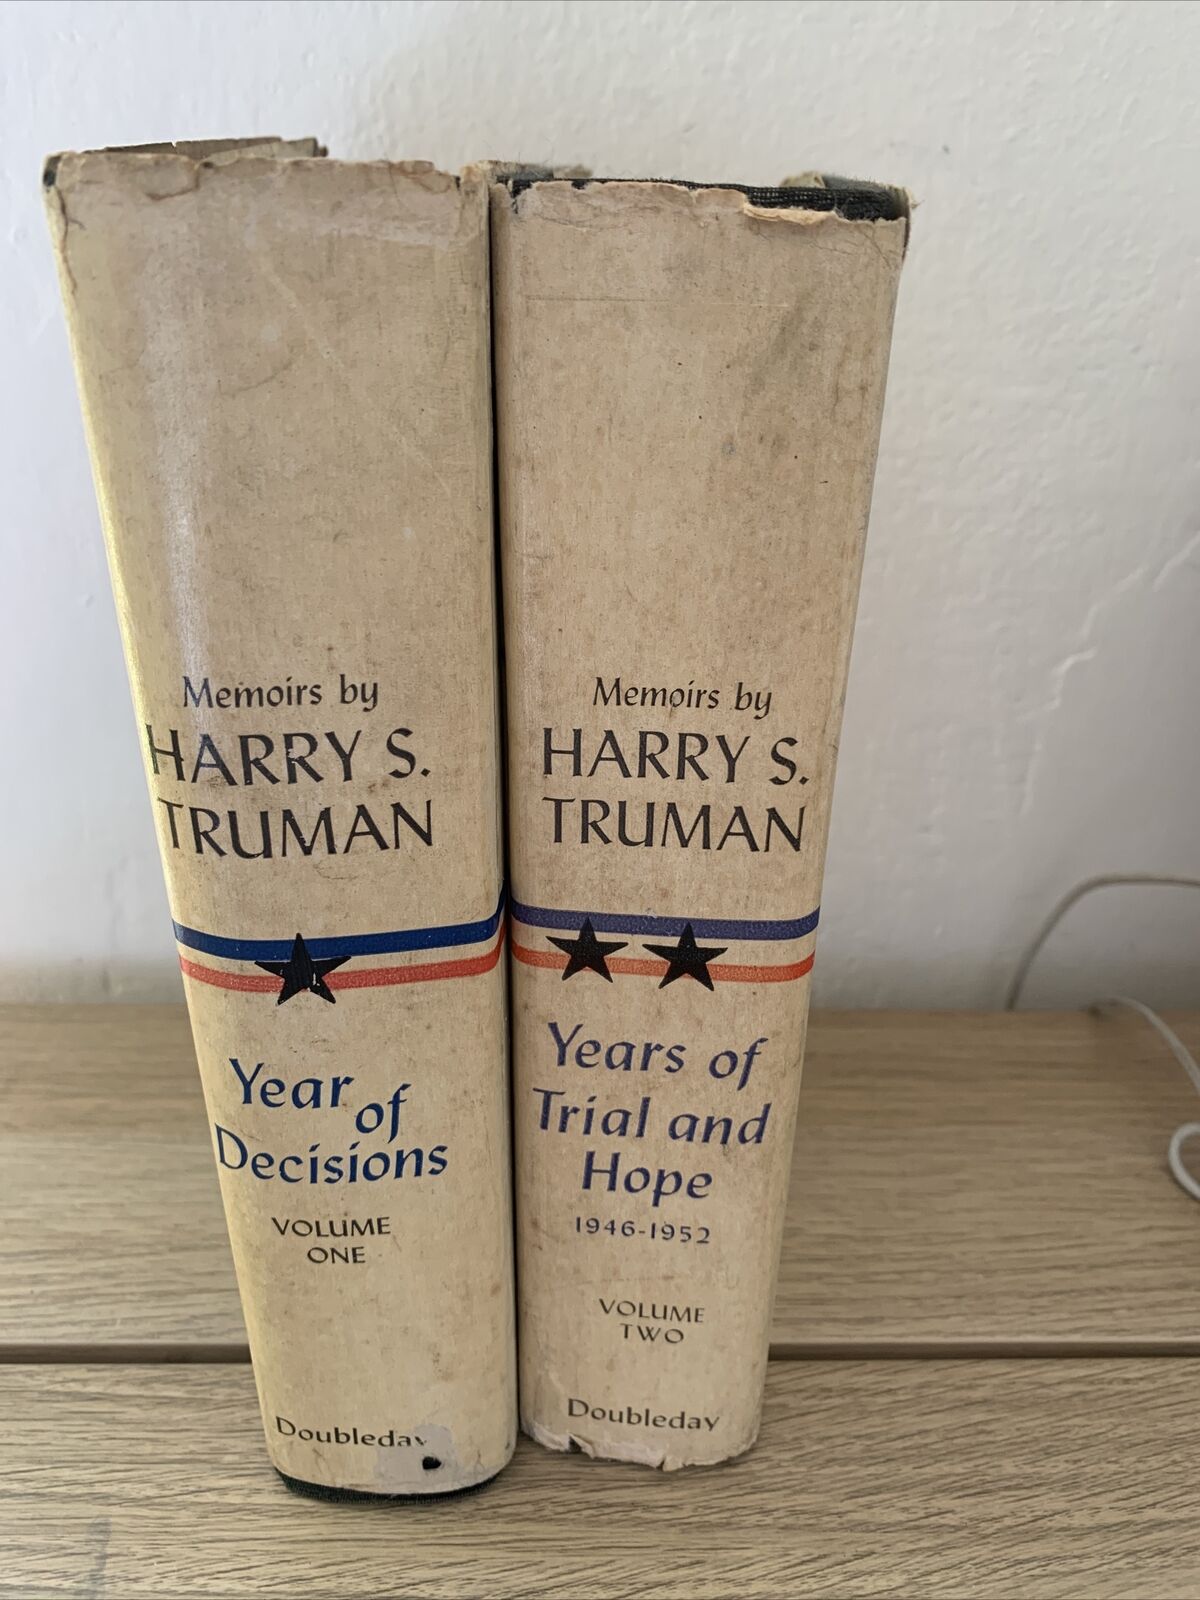 Memoirs by
HARRY S.
TRUMAN
Year of
Decisions
VOLUME
ONE
Doubleday
Memoirs by
HARRY S.
TRUMAN
Years of
Trial and
Hope
1946-1952
VOLUME
TWO
Doubleday